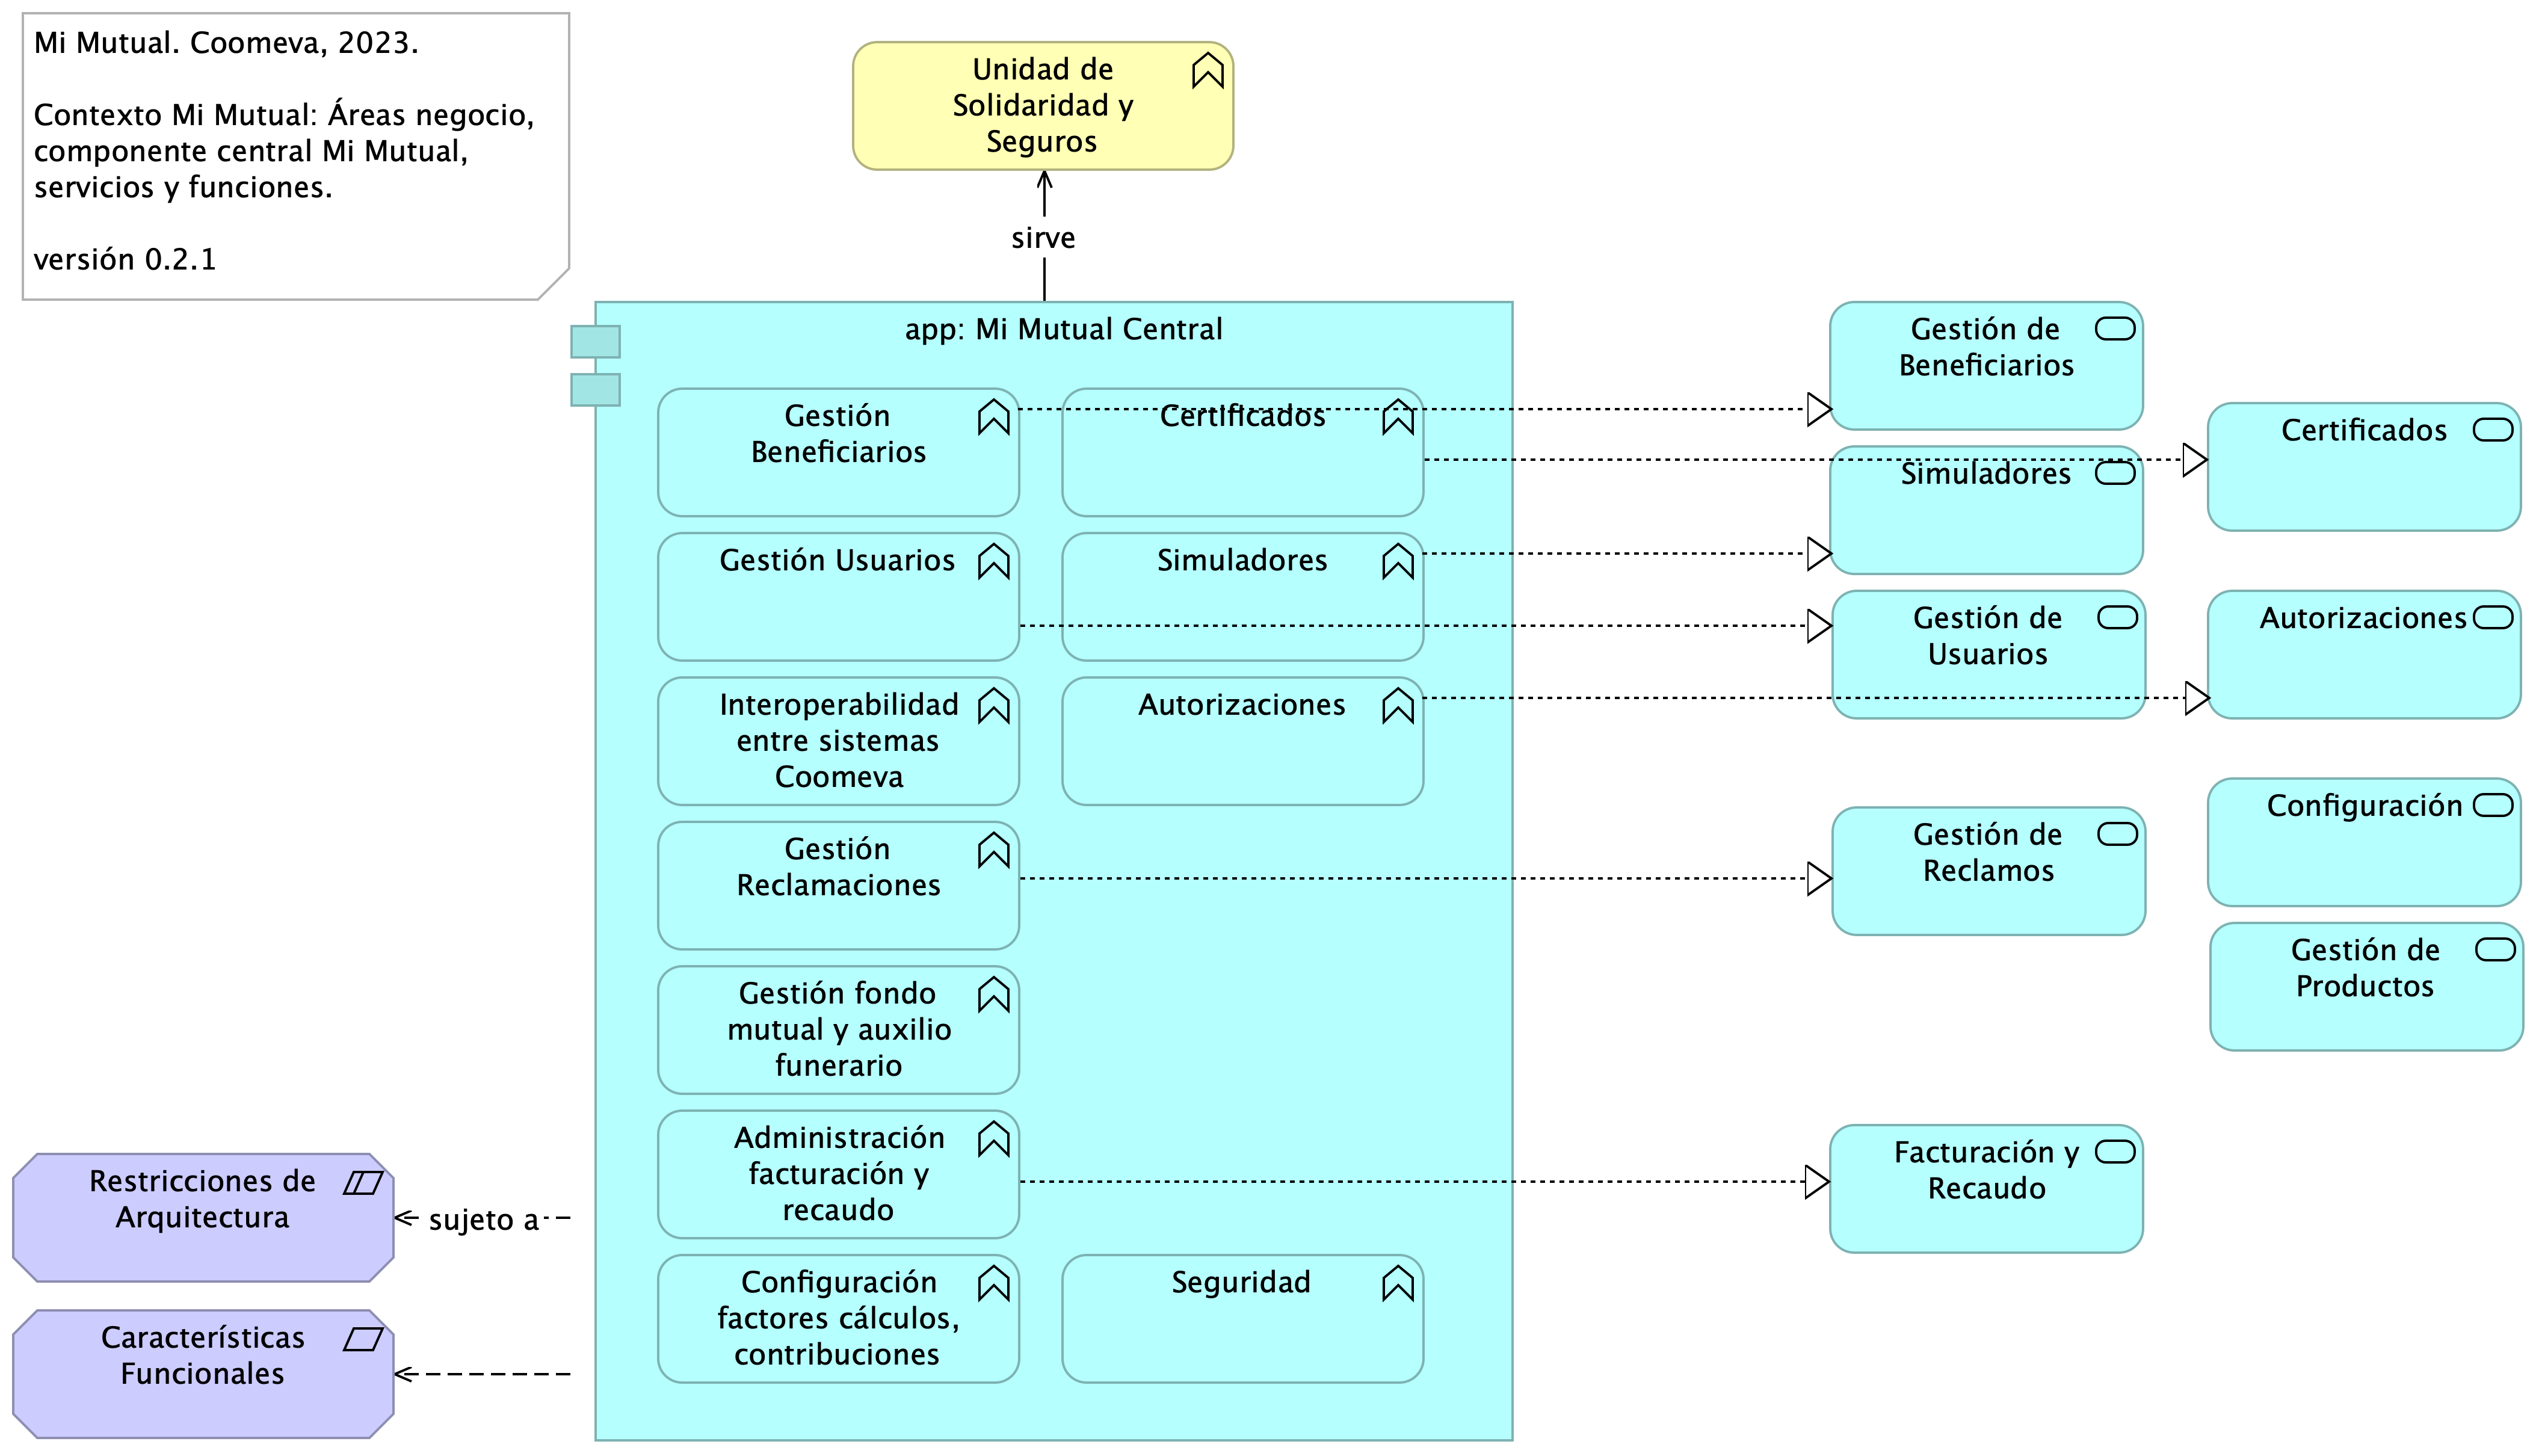 Mi Mutual. Coomeva, 2023.
Contexto Mi Mutual: Áreas negocio,
componente central Mi Mutual,
servicios y funciones.
versión 0.2.1
Unidad de
Solidaridad y
Seguros
sirve
app: Mi Mutual Central
Gestión
Beneficiarios
Certificados
Gestión Usuarios
Simuladores
Interoperabilidad
entre sistemas
Coomeva
Autorizaciones
Gestión
Reclamaciones
Gestión fondo
mutual y auxilio
funerario
Administración
facturación y
recaudo
Configuración
factores cálculos,
contribuciones
Seguridad
Gestión de
Beneficiarios
Certificados
Simuladores
Gestión de
Usuarios
Autorizaciones
Configuración
Gestión de
Reclamos
Gestión de
Productos
Facturación y
Recaudo
Restricciones de
Arquitectura
sujeto a
Características
Funcionales